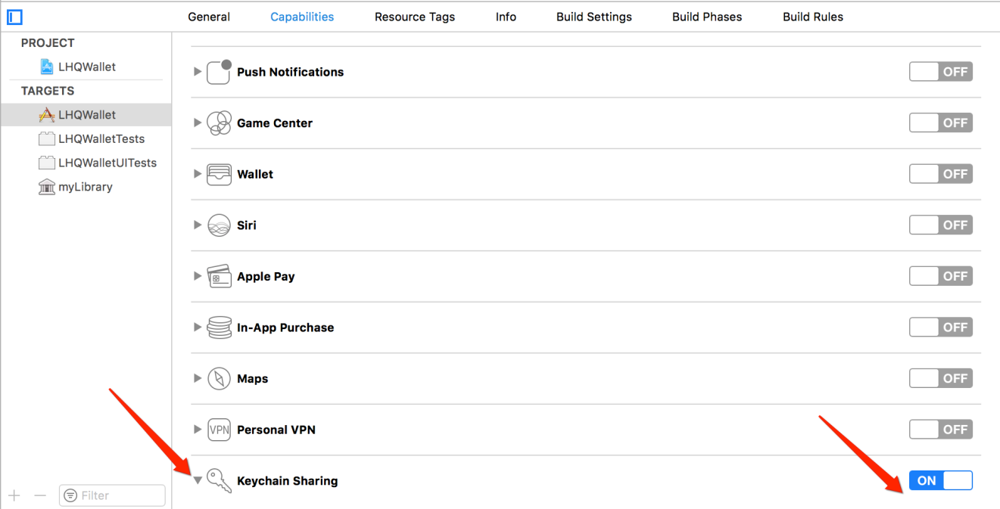 General Capabilities Resource Tags Info Build Settings Build Phases Build Rules
PROJECT
LHQWallet
TARGETS
LHQWallet
LHQWalletTests
LHQWalletUITests
myLibrary
Filter
Push Notifications OFF
Game Center OFF
Wallet OFF
Siri OFF
Apple Pay OFF
In-App Purchase OFF
Maps OFF
VPN Personal VPN OFF
Keychain Sharing ON